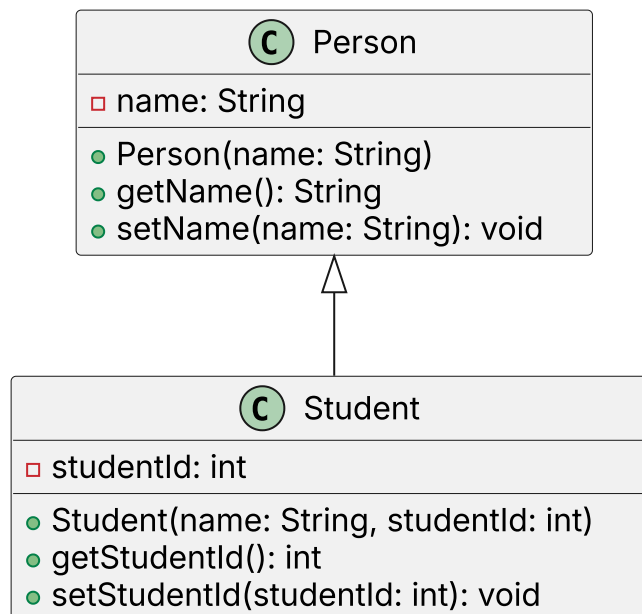 C Person
name: String
Person(name: String)
getName(): String
setName(name: String): void
C Student
studentId: int
Student(name: String, studentId: int)
getStudentId(): int
setStudentId(studentId: int): void